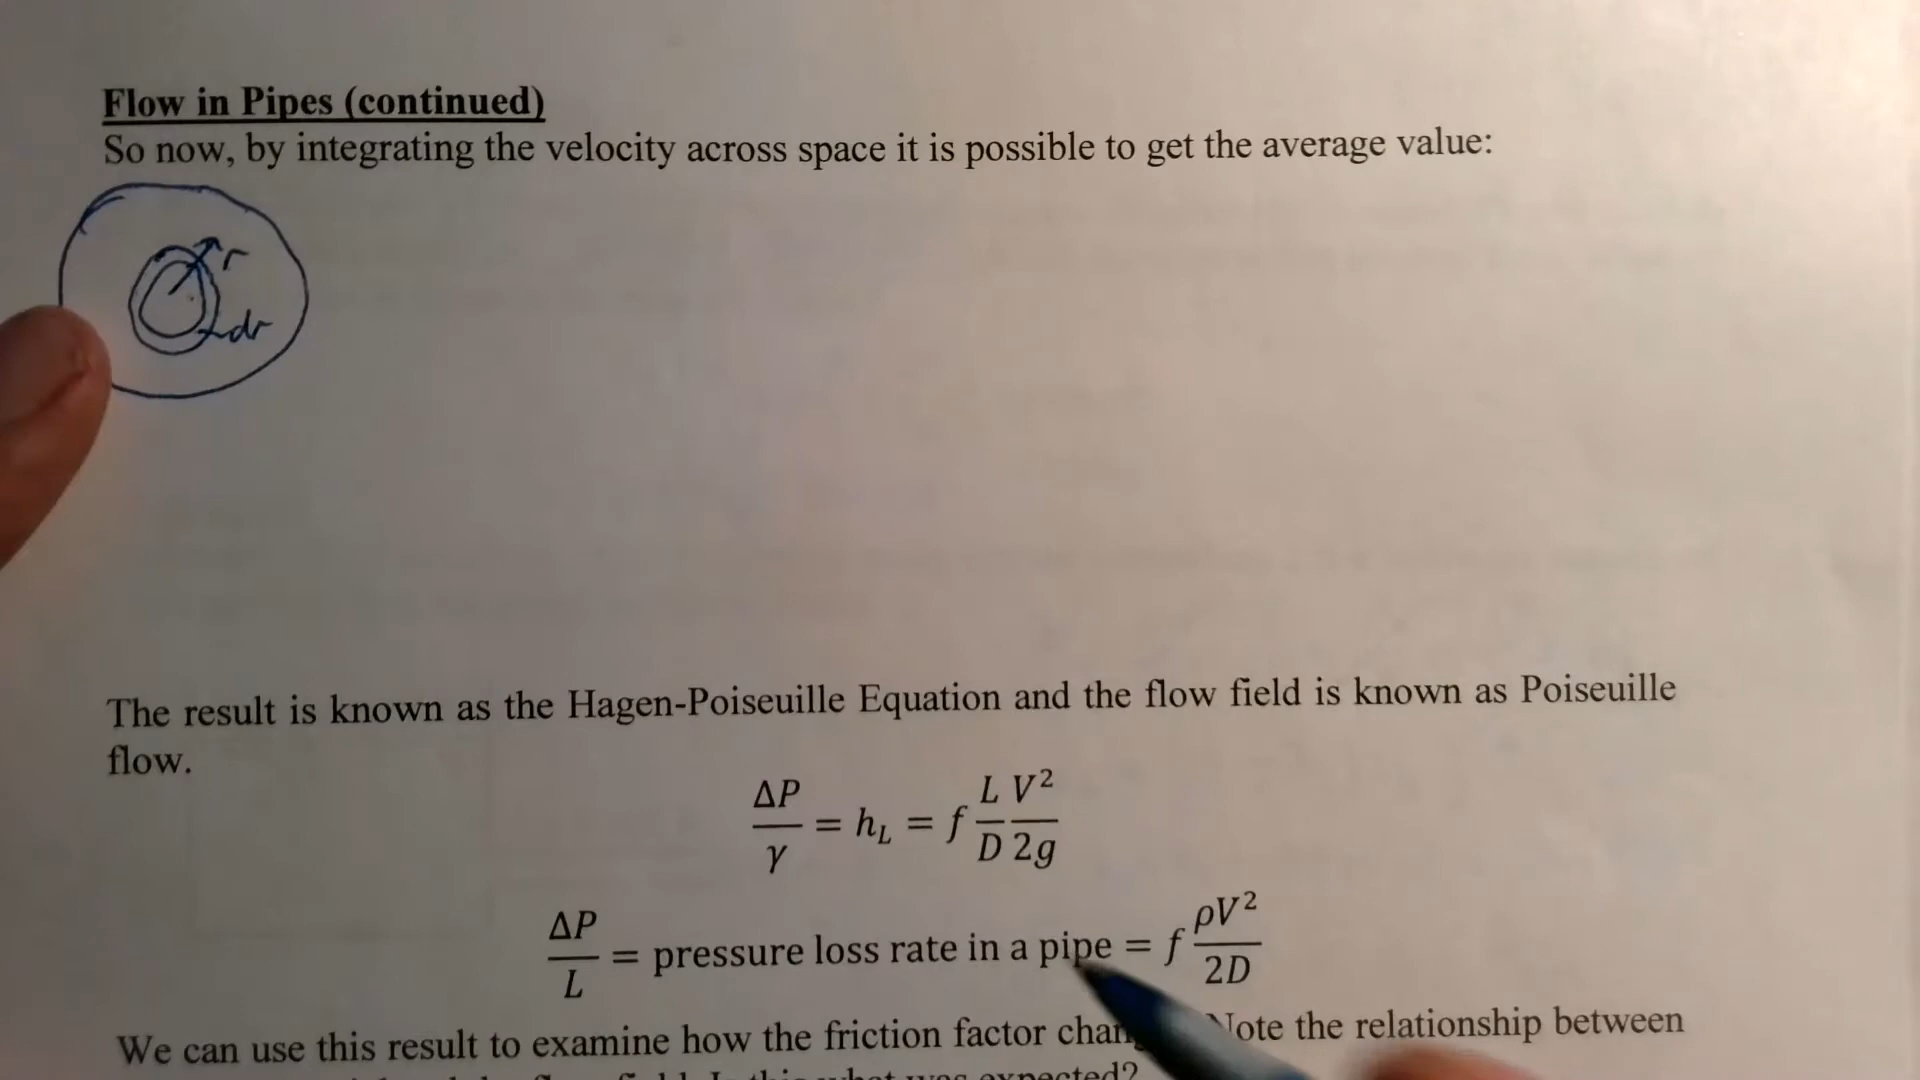 Flow in Pipes (continued)
So now, by integrating the velocity across space it is possible to get the average value:
r
dr
The result is known as the Hagen-Poiseuille Equation and the flow field is known as Poiseuille
flow.
ΔP/γ = h_L = f L/D V²/2g
ΔP/L = pressure loss rate in a pipe = f ρV²/2D
We can use this result to examine how the friction factor Note the relationship between
expected?